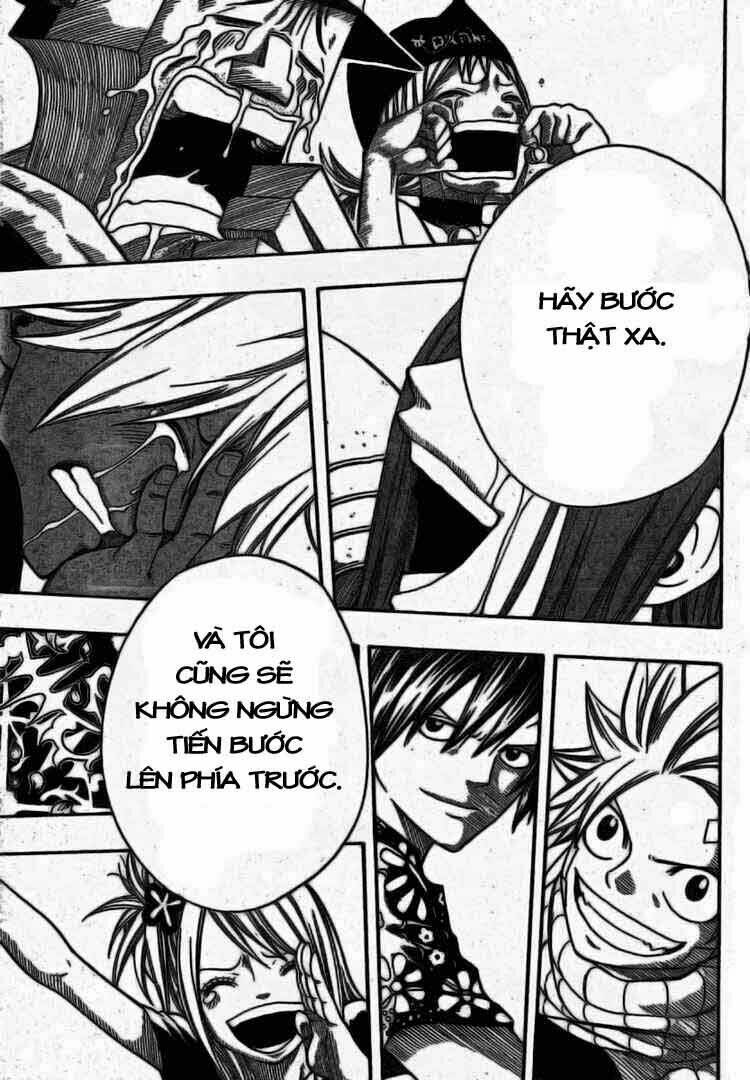 HÃY BƯỚC
THẬT XA.
VÀ TÔI
CŨNG SẼ
KHÔNG NGỪNG
TIẾN BƯỚC
LÊN PHÍA TRƯỚC.